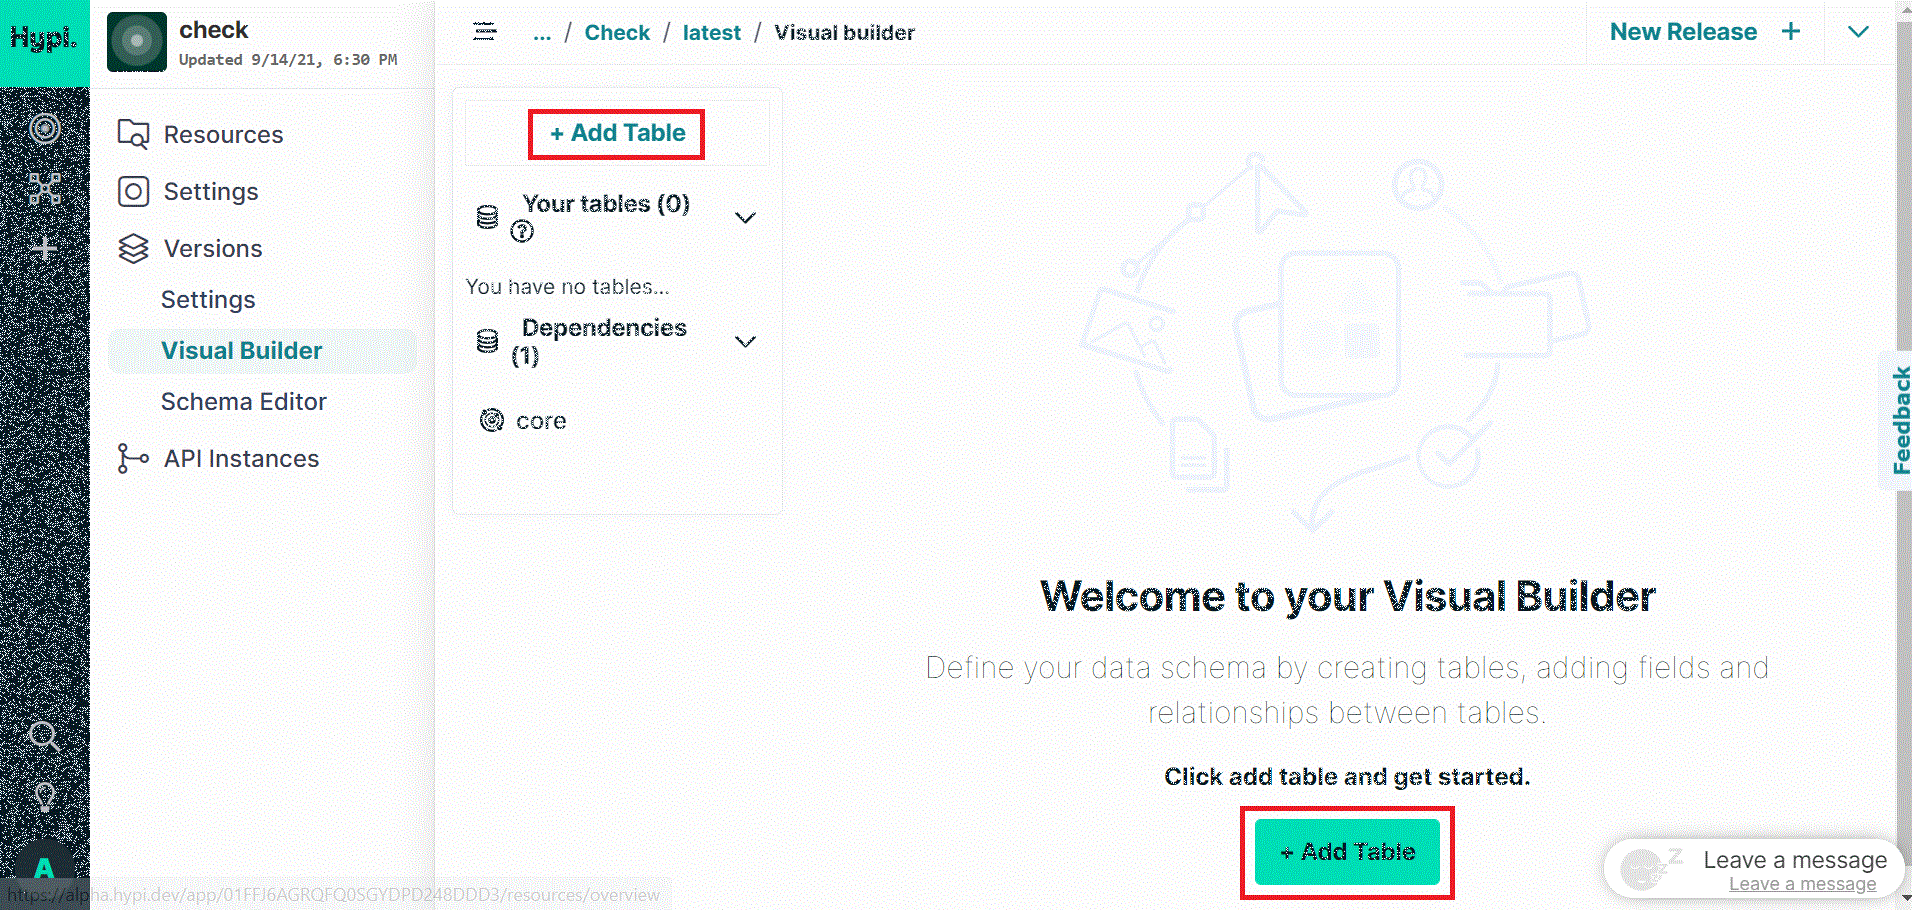 Hypi.
check
Updated 9/14/21, 6:30 PM
... / Check / latest / Visual builder
New Release +
Resources
Settings
Versions
Settings
Visual Builder
Schema Editor
API Instances
+ Add Table
Your tables (0)
You have no tables...
Dependencies
(1)
core
Welcome to your Visual Builder
Define your data schema by creating tables, adding fields and
relationships between tables.
Click add table and get started.
+ Add Table
Feedback
Leave a message
Leave a message
A
https://alpha.hypi.dev/app/01FFJ6AGRQFQ0SGYDPD248DDD3/resources/overview